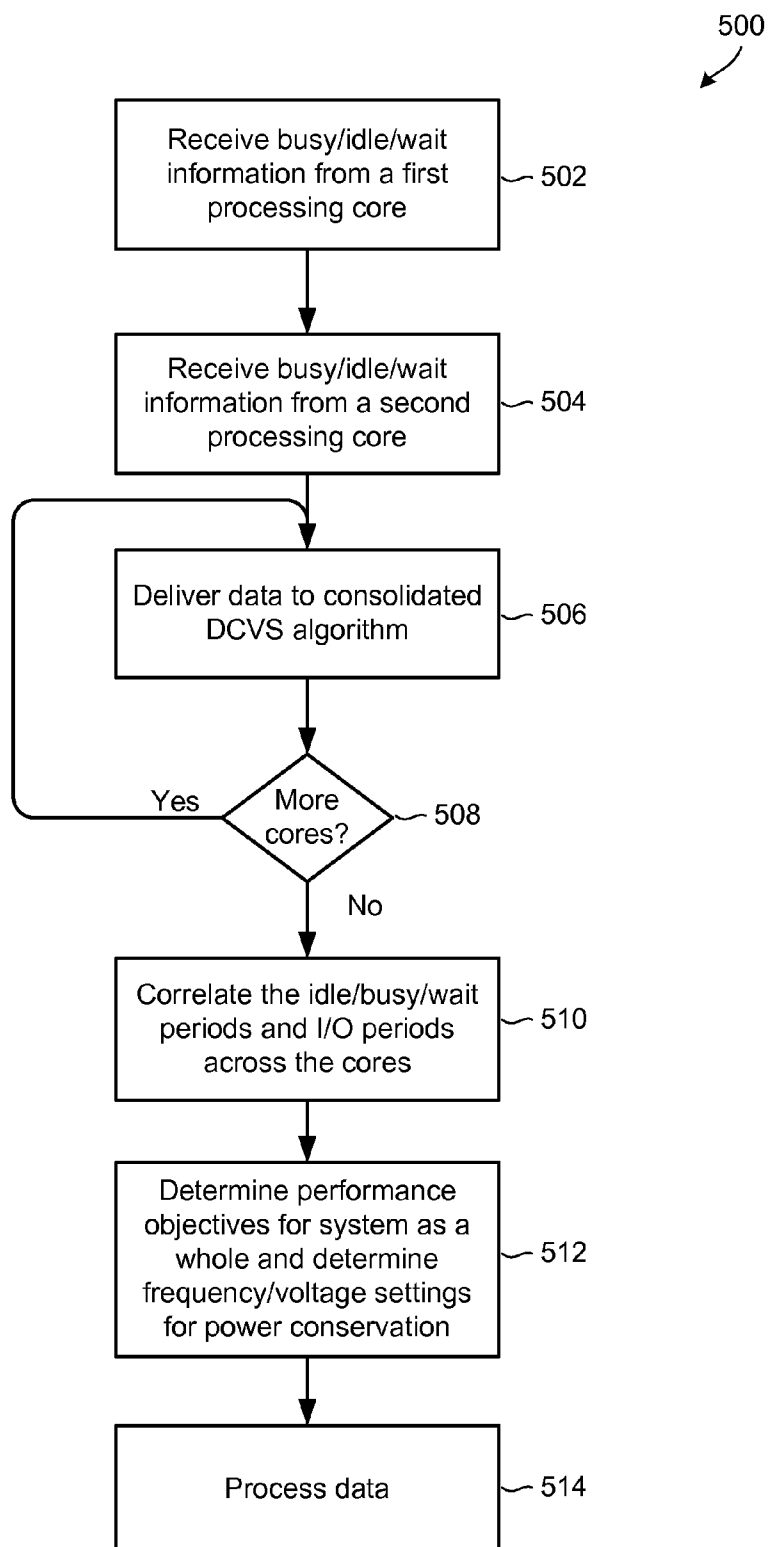 500
Receive busy/idle/wait
information from a first
processing core
502
Receive busy/idle/wait
information from a second
processing core
504
Deliver data to consolidated
DCVS algorithm
506
Yes
More
cores?
508
No
Correlate the idle/busy/wait
periods and I/O periods
across the cores
510
Determine performance
objectives for system as a
whole and determine
frequency/voltage settings
for power conservation
512
Process data
514